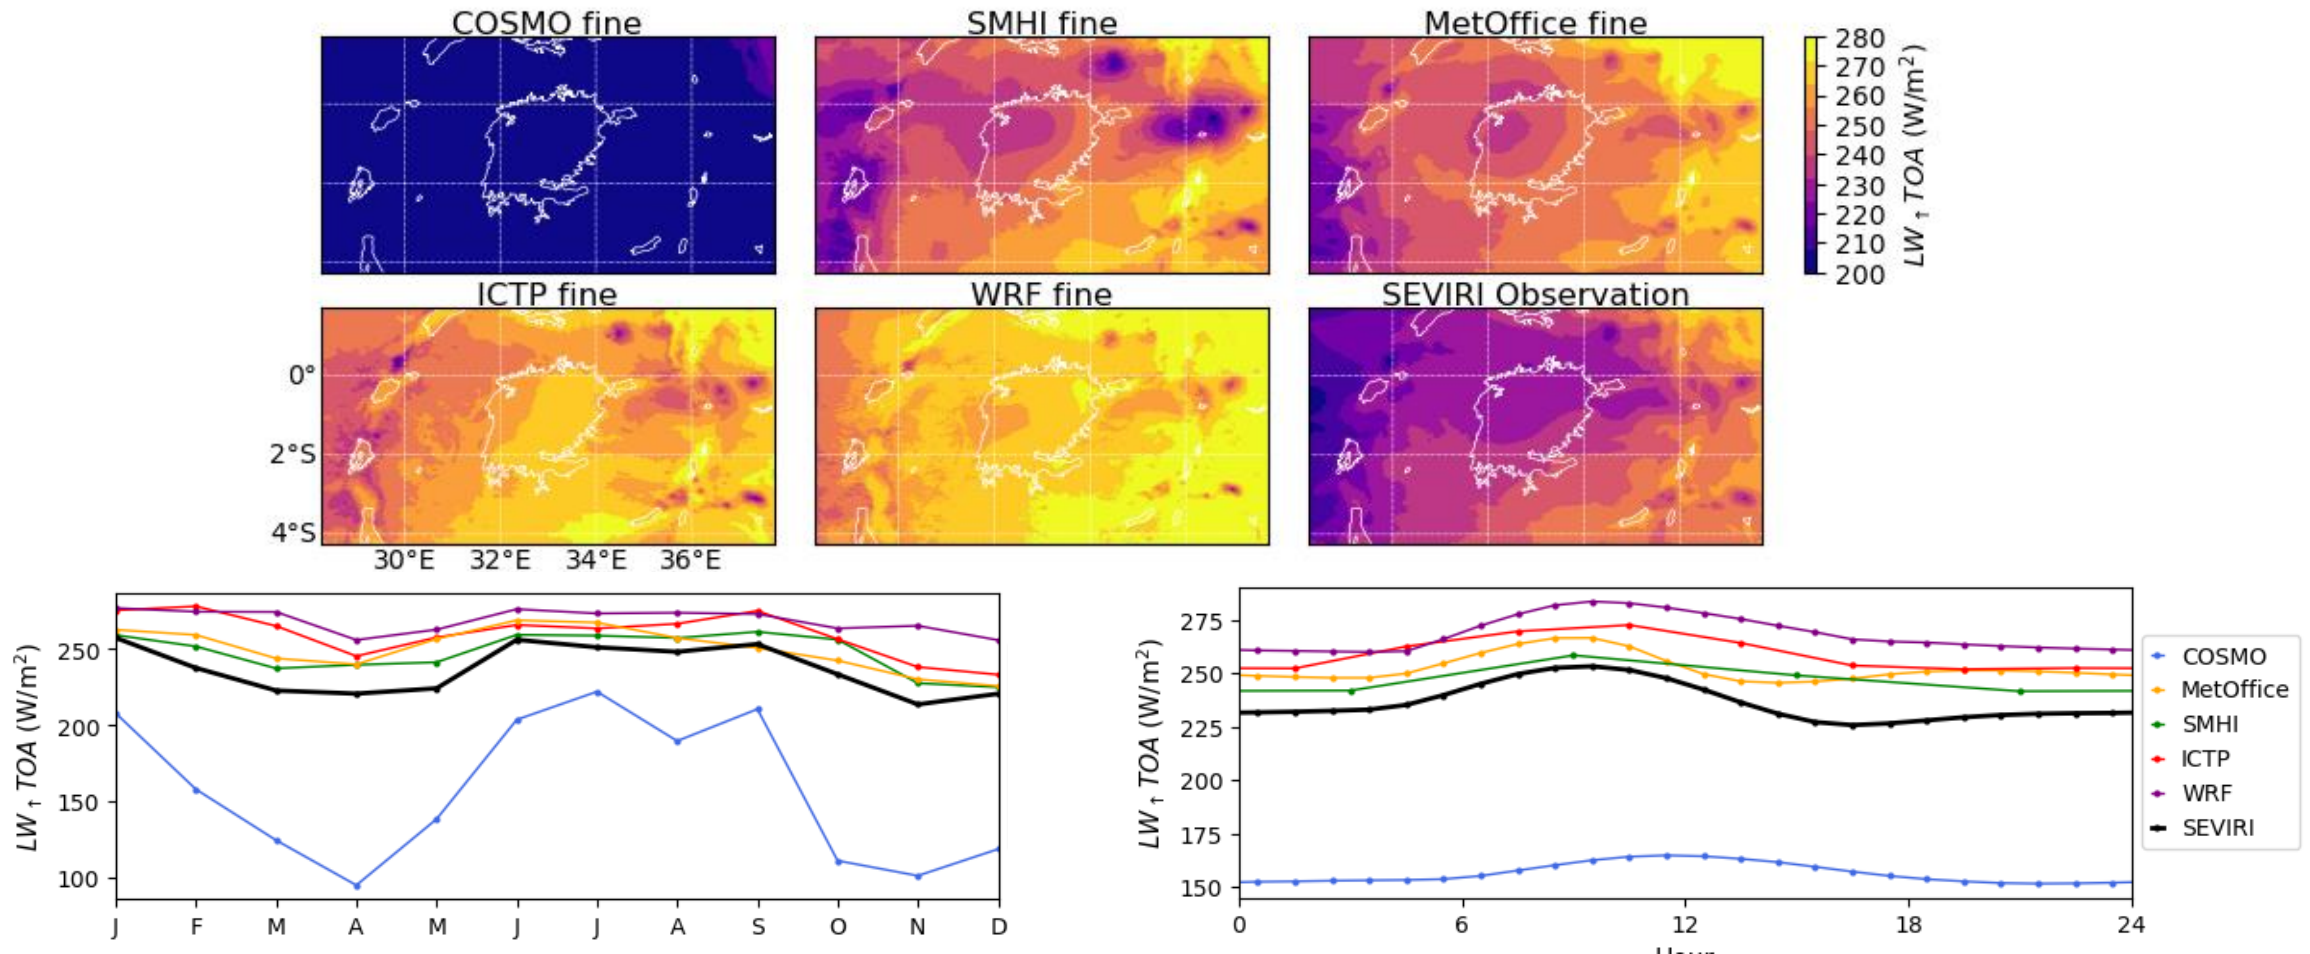 COSMO fine
SMHI fine
MetOffice fine
280
270
260
250
240
230
220
210
200
LW↑TOA (W/m²)
ICTP fine
WRF fine
SEVIRI Observation
0°
2°S
4°S
30°E 32°E 34°E 36°E
250
200
150
100
LW↑TOA (W/m²)
J F M A M J J A S O N D
275
250
225
200
175
150
LW↑TOA (W/m²)
0 6 12 18 24
Hour
COSMO
MetOffice
SMHI
ICTP
WRF
SEVIRI